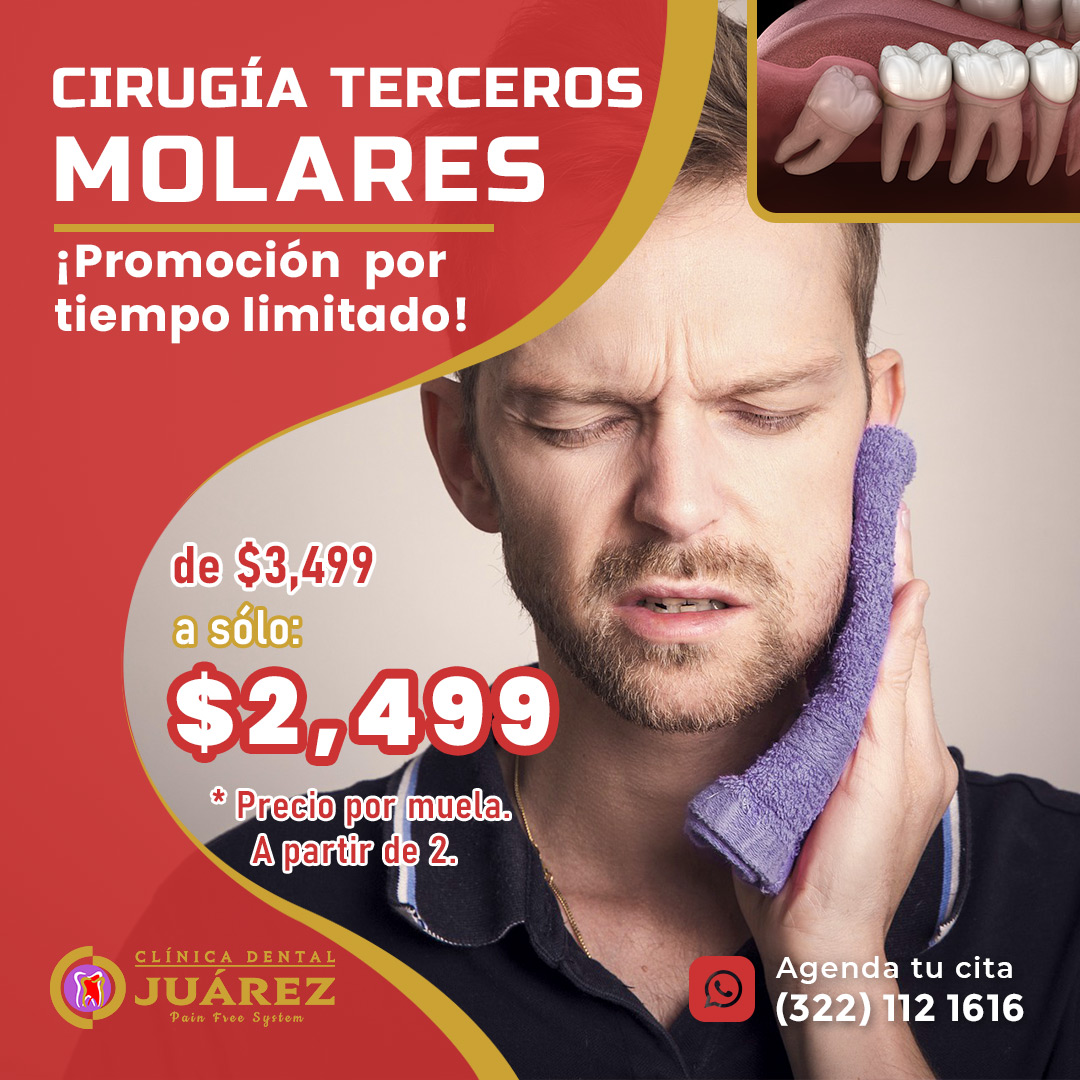 CIRUGÍA TERCEROS
MOLARES
¡Promoción por
tiempo limitado!
de $3,499
a sólo:
$2,499
* Precio por muela.
A partir de 2.
CLÍNICA DENTAL
JUÁREZ
Pain Free System
Agenda tu cita
(322) 112 1616